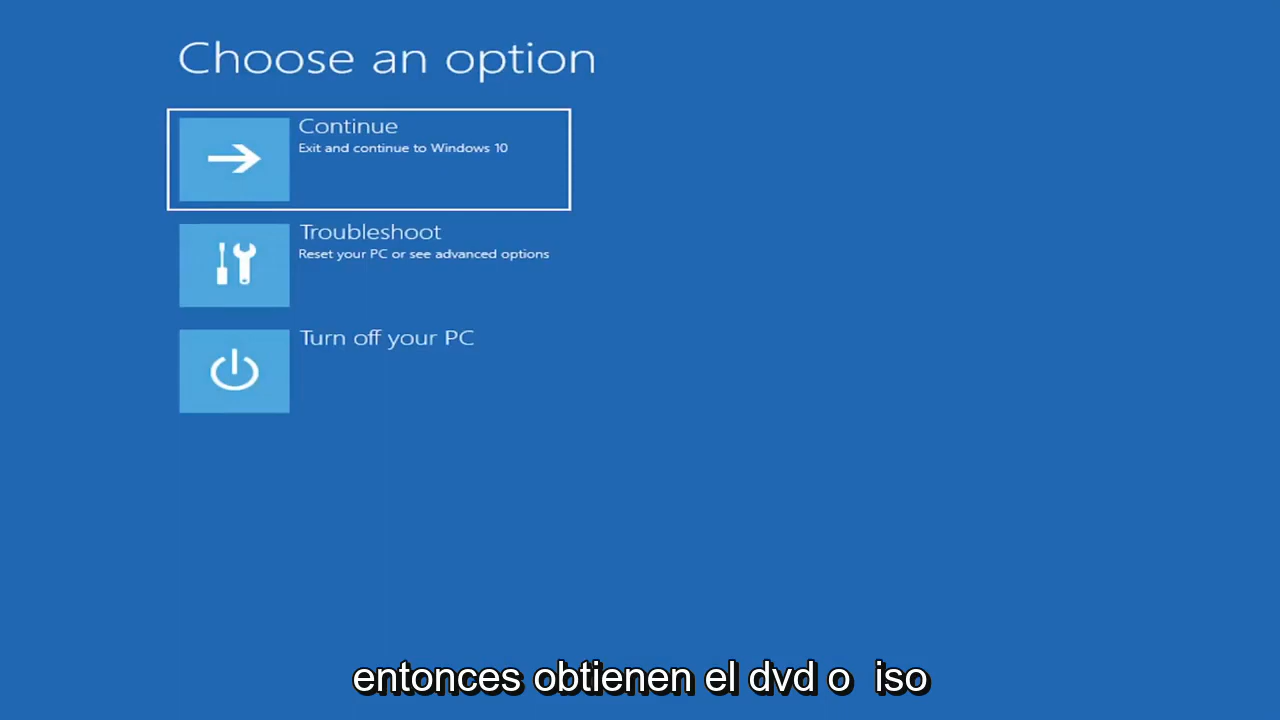 Choose an option
Continue
Exit and continue to Windows 10
Troubleshoot
Reset your PC or see advanced options
Turn off your PC
entonces obtienen el dvd o iso